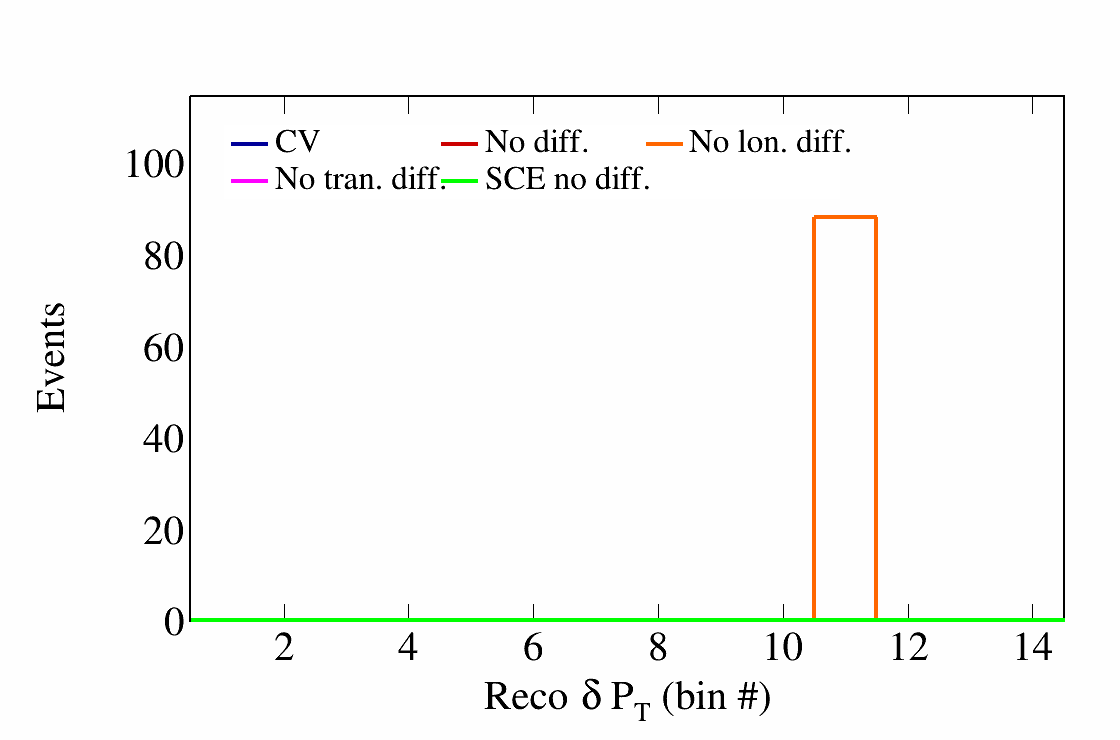 CV No diff. No lon. diff.
No tran. diff. SCE no diff.
100
80
60
40
20
0
2 4 6 8 10 12 14
Events
Reco δ P_T (bin #)